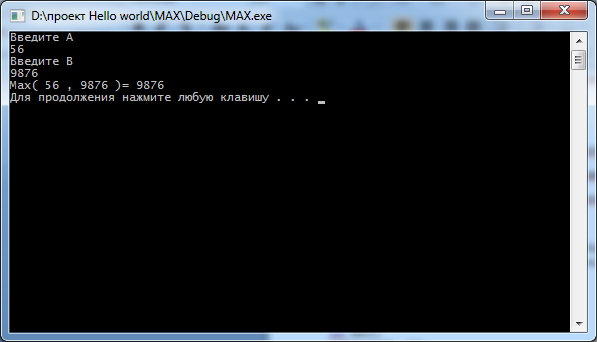 D:\проект Hello world\MAX\Debug\MAX.exe
Введите A
56
Введите B
9876
Max( 56 , 9876 )= 9876
Для продолжения нажмите любую клавишу . . .